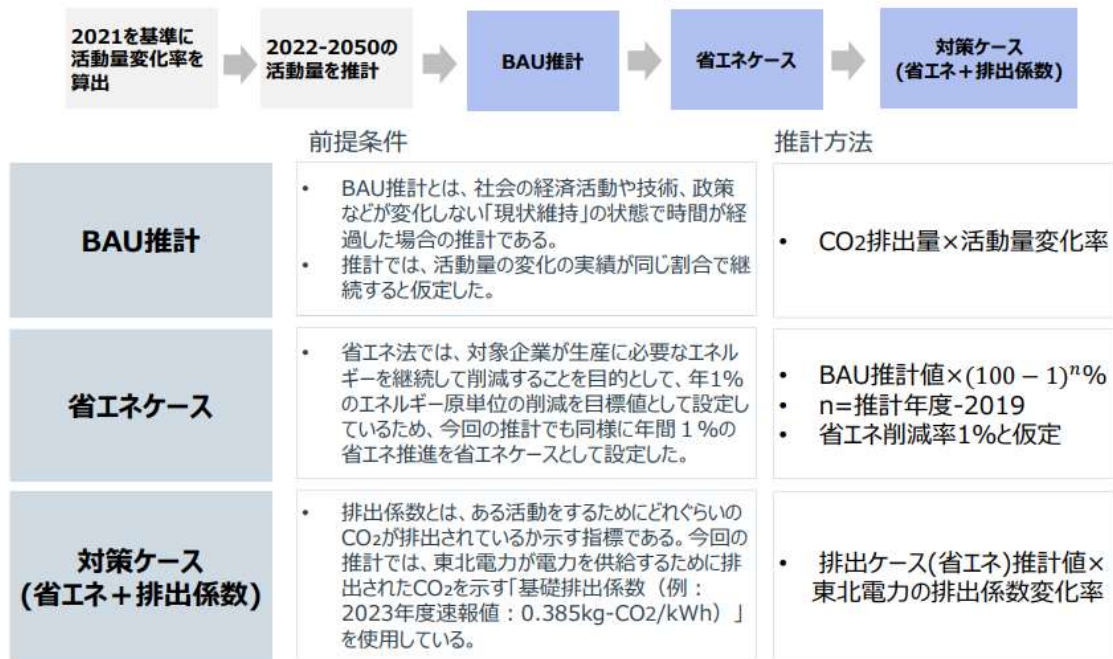 2021を基準に
活動量変化率を
算出
2022-2050の
活動量を推計
BAU推計
省エネケース
対策ケース
(省エネ+排出係数)
前提条件
推計方法
BAU推計
• BAU推計とは、社会の経済活動や技術、政策
などが変化しない「現状維持」の状態で時間が経
過した場合の推計である。
• 推計では、活動量の変化の実績が同じ割合で継
続すると仮定した。
• CO2排出量×活動量変化率
省エネケース
• 省エネ法では、対象企業が生産に必要なエネル
ギーを継続して削減することを目的として、年1%
のエネルギー原単位の削減を目標値として設定し
ているため、今回の推計でも同様に年間１%の
省エネ推進を省エネケースとして設定した。
• BAU推計値×(100 − 1)ⁿ%
• n=推計年度-2019
• 省エネ削減率1%と仮定
対策ケース
(省エネ+排出係数)
• 排出係数とは、ある活動をするためにどれぐらいの
CO2が排出されているか示す指標である。今回の
推計では、東北電力が電力を供給するために排
出されたCO2を示す「基礎排出係数（例：
2023年度速報値：0.385kg-CO2/kWh）」
を使用している。
• 排出ケース(省エネ)推計値×
東北電力の排出係数変化率